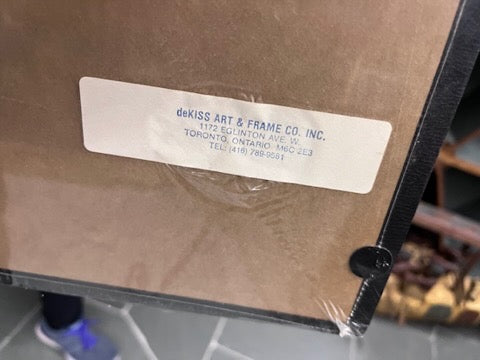 deKISS ART & FRAME CO. INC.
1172 EGLINTON AVE. W.
TORONTO, ONTARIO M6C 2E3
TEL: (416) 789-9561